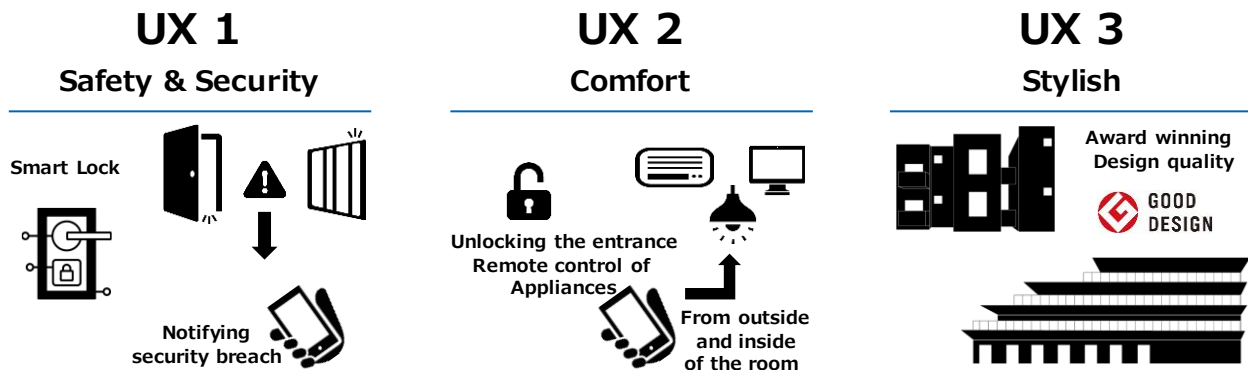 UX 1
Safety & Security
Smart Lock
Notifying
security breach
UX 2
Comfort
Unlocking the entrance
Remote control of
Appliances
From outside
and inside
of the room
UX 3
Stylish
Award winning
Design quality
GOOD
DESIGN